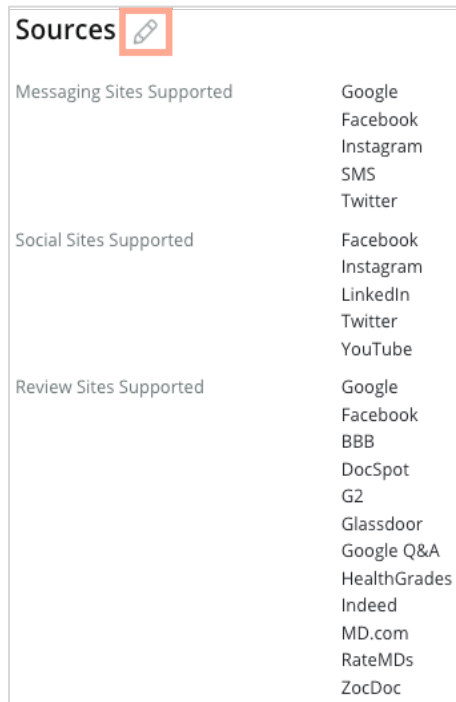 Sources
Messaging Sites Supported Google
Facebook
Instagram
SMS
Twitter
Social Sites Supported Facebook
Instagram
LinkedIn
Twitter
YouTube
Review Sites Supported Google
Facebook
BBB
DocSpot
G2
Glassdoor
Google Q&A
HealthGrades
Indeed
MD.com
RateMDs
ZocDoc